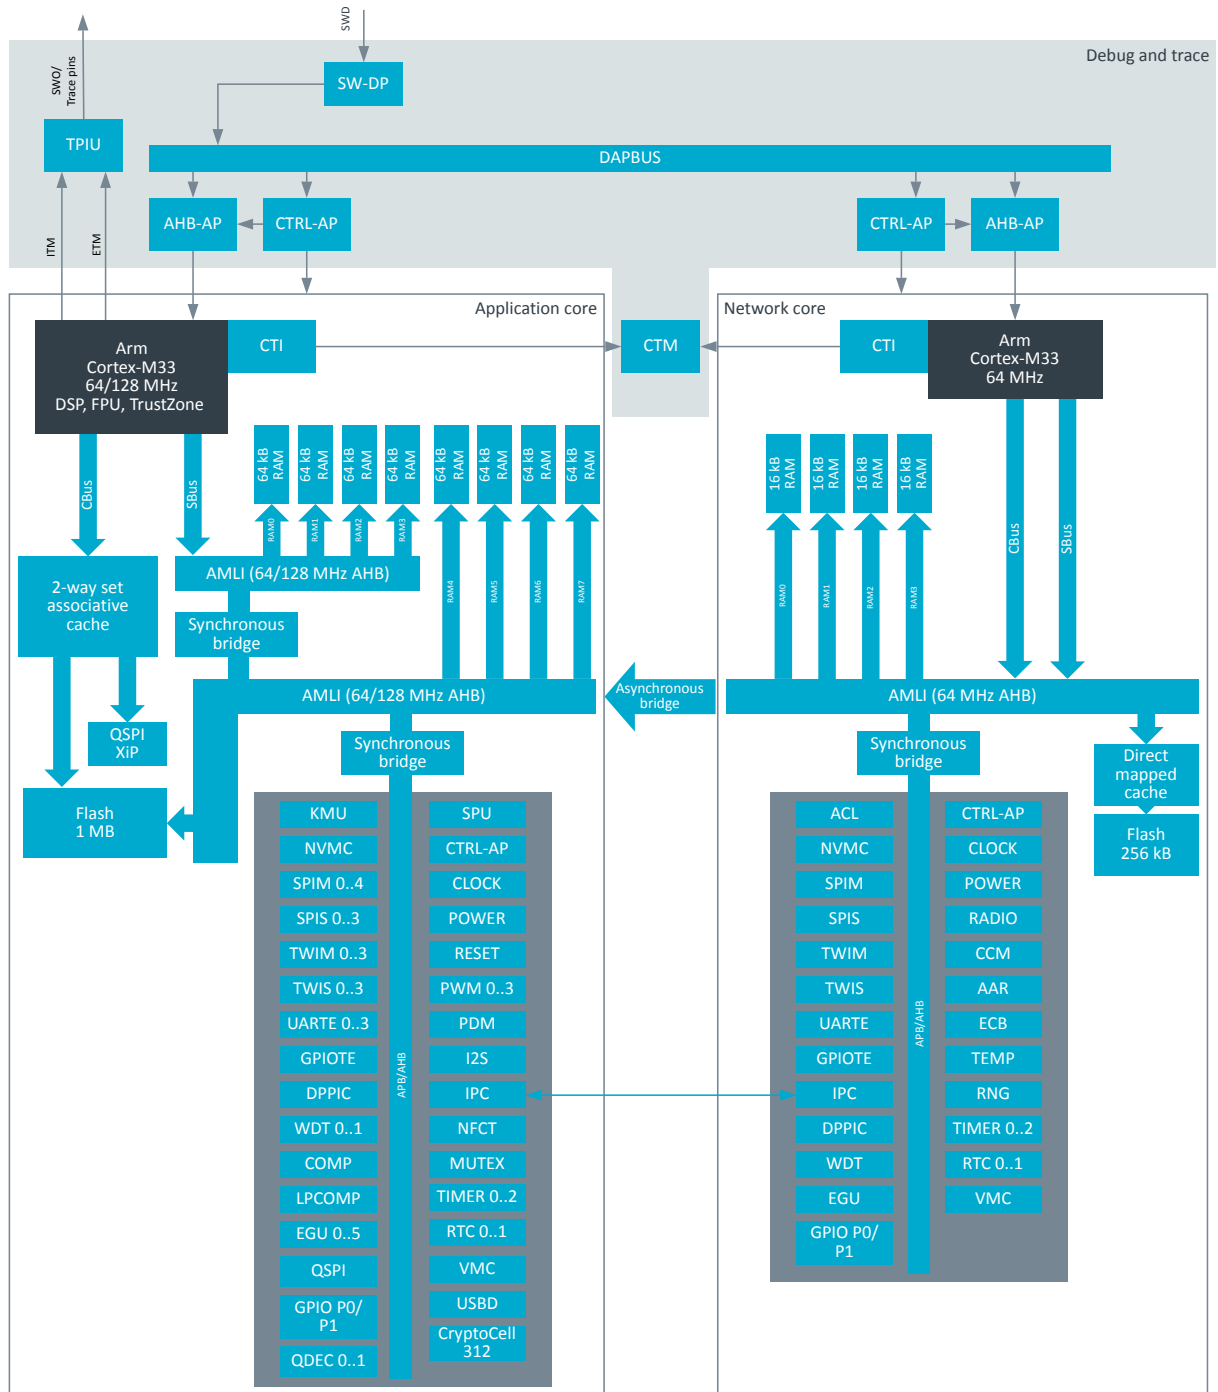 SWD
Debug and trace
SWO/
Trace pins
SW-DP
TPIU
DAPBUS
AHB-AP
CTRL-AP
CTRL-AP
AHB-AP
ITM
ETM
Application core
Network core
Arm
Cortex-M33
64/128 MHz
DSP, FPU, TrustZone
CTI
CTM
CTI
Arm
Cortex-M33
64 MHz
CBus
SBus
64 kB
RAM
64 kB
RAM
64 kB
RAM
64 kB
RAM
64 kB
RAM
64 kB
RAM
64 kB
RAM
64 kB
RAM
16 kB
RAM
16 kB
RAM
16 kB
RAM
16 kB
RAM
CBus
SBus
RAM0
RAM1
RAM2
RAM3
RAM4
RAM5
RAM6
RAM7
RAM0
RAM1
RAM2
RAM3
2-way set
associative
cache
AMLI (64/128 MHz AHB)
Synchronous
bridge
AMLI (64/128 MHz AHB)
Asynchronous
bridge
AMLI (64 MHz AHB)
QSPI
XiP
Synchronous
bridge
Synchronous
bridge
Direct
mapped
cache
Flash
1 MB
Flash
256 kB
KMU
NVMC
SPIM 0..4
SPIS 0..3
TWIM 0..3
TWIS 0..3
UARTE 0..3
GPIOTE
DPPIC
WDT 0..1
COMP
LPCOMP
EGU 0..5
QSPI
GPIO P0/
P1
QDEC 0..1
APB/AHB
SPU
CTRL-AP
CLOCK
POWER
RESET
PWM 0..3
PDM
I2S
IPC
NFCT
MUTEX
TIMER 0..2
RTC 0..1
VMC
USBD
CryptoCell
312
ACL
NVMC
SPIM
SPIS
TWIM
TWIS
UARTE
GPIOTE
IPC
DPPIC
WDT
EGU
GPIO P0/
P1
APB/AHB
CTRL-AP
CLOCK
POWER
RADIO
CCM
AAR
ECB
TEMP
RNG
TIMER 0..2
RTC 0..1
VMC